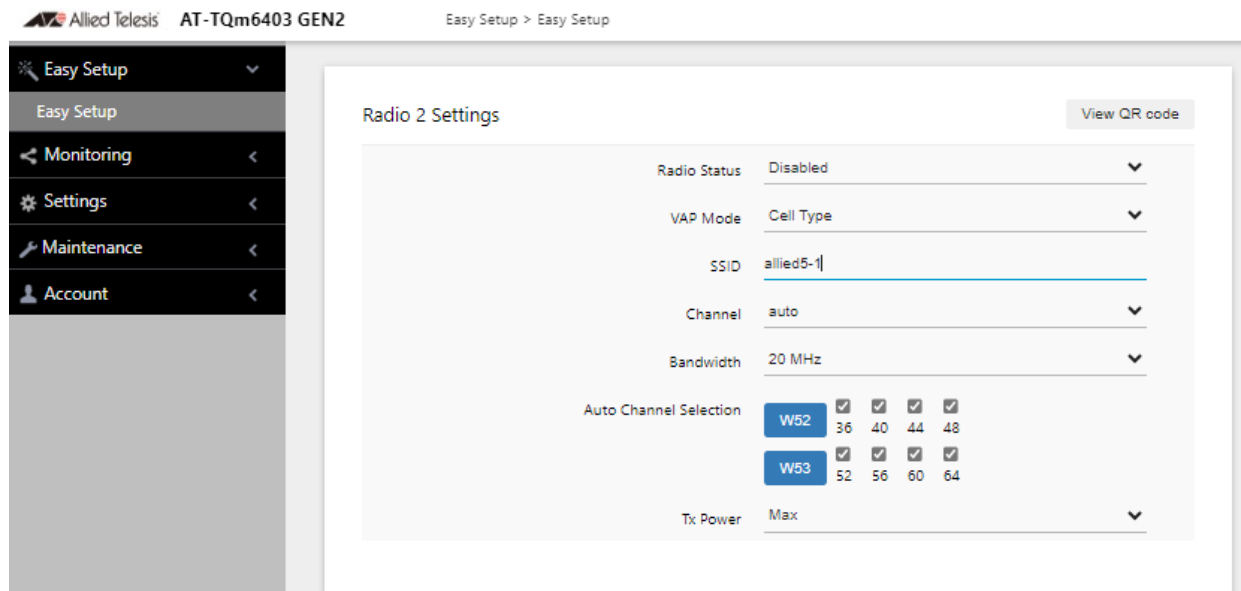 Allied Telesis AT-TQm6403 GEN2 Easy Setup > Easy Setup
Easy Setup
Easy Setup
Monitoring
Settings
Maintenance
Account
Radio 2 Settings View QR code
Radio Status Disabled
VAP Mode Cell Type
SSID allied5-1
Channel auto
Bandwidth 20 MHz
Auto Channel Selection W52
36 40 44 48
W53
52 56 60 64
Tx Power Max